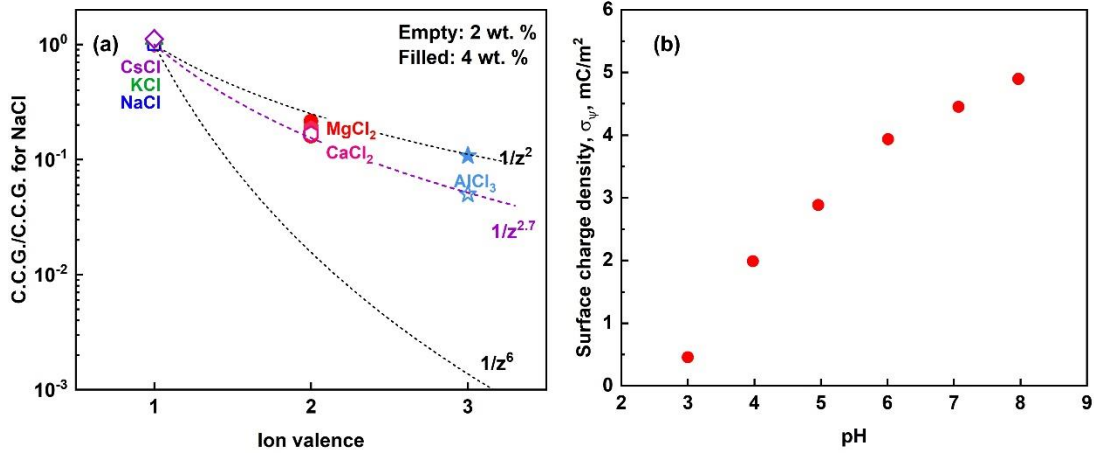 (a)
Empty: 2 wt. %
Filled: 4 wt. %
10⁰
10⁻¹
10⁻²
10⁻³
C.C.G./C.C.G. for NaCl
CsCl
KCl
NaCl
MgCl₂
CaCl₂
AlCl₃
1/z²
1/z²·⁷
1/z⁶
1
2
3
Ion valence
(b)
6
5
4
3
2
1
0
Surface charge density, σ_ψ, mC/m²
2
3
4
5
6
7
8
9
pH